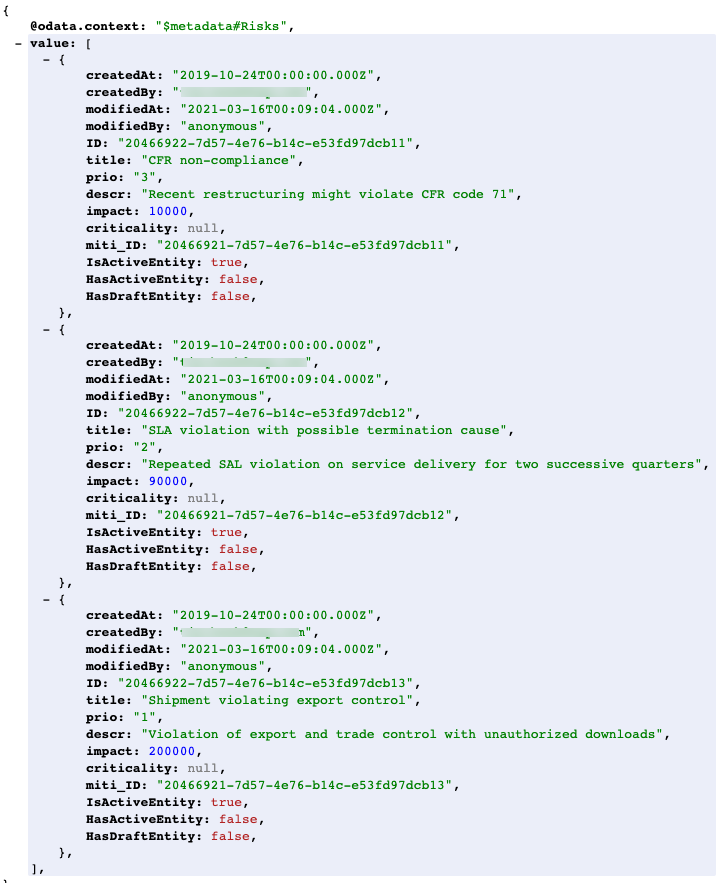 {
@odata.context: "$metadata#Risks",
- value: [
- {
createdAt: "2019-10-24T00:00:00.000Z",
createdBy: "
modifiedAt: "2021-03-16T00:09:04.000Z",
modifiedBy: "anonymous",
ID: "20466922-7d57-4e76-b14c-e53fd97dcb11",
title: "CFR non-compliance",
prio: "3",
descr: "Recent restructuring might violate CFR code 71",
impact: 10000,
criticality: null,
miti_ID: "20466921-7d57-4e76-b14c-e53fd97dcb11",
IsActiveEntity: true,
HasActiveEntity: false,
HasDraftEntity: false,
},
- {
createdAt: "2019-10-24T00:00:00.000Z",
createdBy: "
modifiedAt: "2021-03-16T00:09:04.000Z",
modifiedBy: "anonymous",
ID: "20466922-7d57-4e76-b14c-e53fd97dcb12",
title: "SLA violation with possible termination cause",
prio: "2",
descr: "Repeated SAL violation on service delivery for two successive quarters",
impact: 90000,
criticality: null,
miti_ID: "20466921-7d57-4e76-b14c-e53fd97dcb12",
IsActiveEntity: true,
HasActiveEntity: false,
HasDraftEntity: false,
},
- {
createdAt: "2019-10-24T00:00:00.000Z",
createdBy: "
modifiedAt: "2021-03-16T00:09:04.000Z",
modifiedBy: "anonymous",
ID: "20466922-7d57-4e76-b14c-e53fd97dcb13",
title: "Shipment violating export control",
prio: "1",
descr: "Violation of export and trade control with unauthorized downloads",
impact: 200000,
criticality: null,
miti_ID: "20466921-7d57-4e76-b14c-e53fd97dcb13",
IsActiveEntity: true,
HasActiveEntity: false,
HasDraftEntity: false,
},
],
}